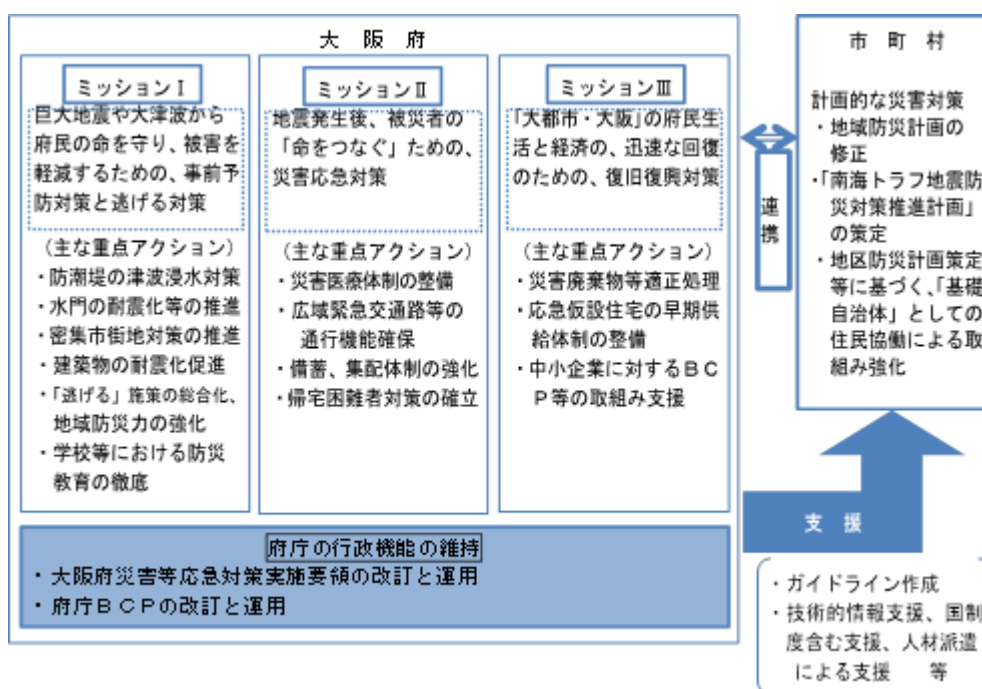 大 阪 府
ミッションⅠ
巨大地震や大津波から
府民の命を守り、被害を
軽減するための、事前予
防対策と逃げる対策
(主な重点アクション)
・防潮堤の津波浸水対策
・水門の耐震化等の推進
・密集市街地対策の推進
・建築物の耐震化促進
・「逃げる」施策の総合化、
地域防災力の強化
・学校等における防災
教育の徹底
ミッションⅡ
地震発生後、被災者の
「命をつなぐ」ための、
災害応急対策
(主な重点アクション)
・災害医療体制の整備
・広域緊急交通路等の
通行機能確保
・備蓄、集配体制の強化
・帰宅困難者対策の確立
ミッションⅢ
「大都市・大阪」の府民生
活と経済の、迅速な回復
のための、復旧復興対策
(主な重点アクション)
・災害廃棄物等適正処理
・応急仮設住宅の早期供
給体制の整備
・中小企業に対するBC
P等の取組み支援
府庁の行政機能の維持
・大阪府災害等応急対策実施要領の改訂と運用
・府庁BCPの改訂と運用
連
携
市 町 村
計画的な災害対策
・地域防災計画の
修正
・「南海トラフ地震防
災対策推進計画」
の策定
・地区防災計画策定
等に基づく、「基礎
自治体」としての
住民協働による取
組み強化
支 援
・ガイドライン作成
・技術的情報支援、国制
度含む支援、人材派遣
による支援 等